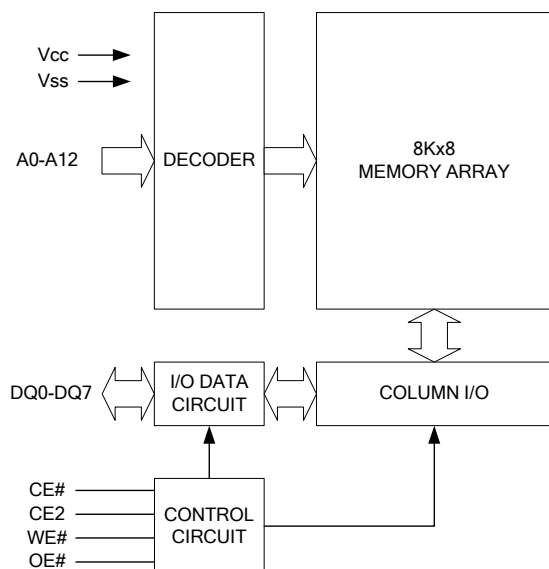 Vcc
Vss
A0-A12
DECODER
8Kx8
MEMORY ARRAY
DQ0-DQ7
I/O DATA
CIRCUIT
COLUMN I/O
CE#
CE2
WE#
OE#
CONTROL
CIRCUIT